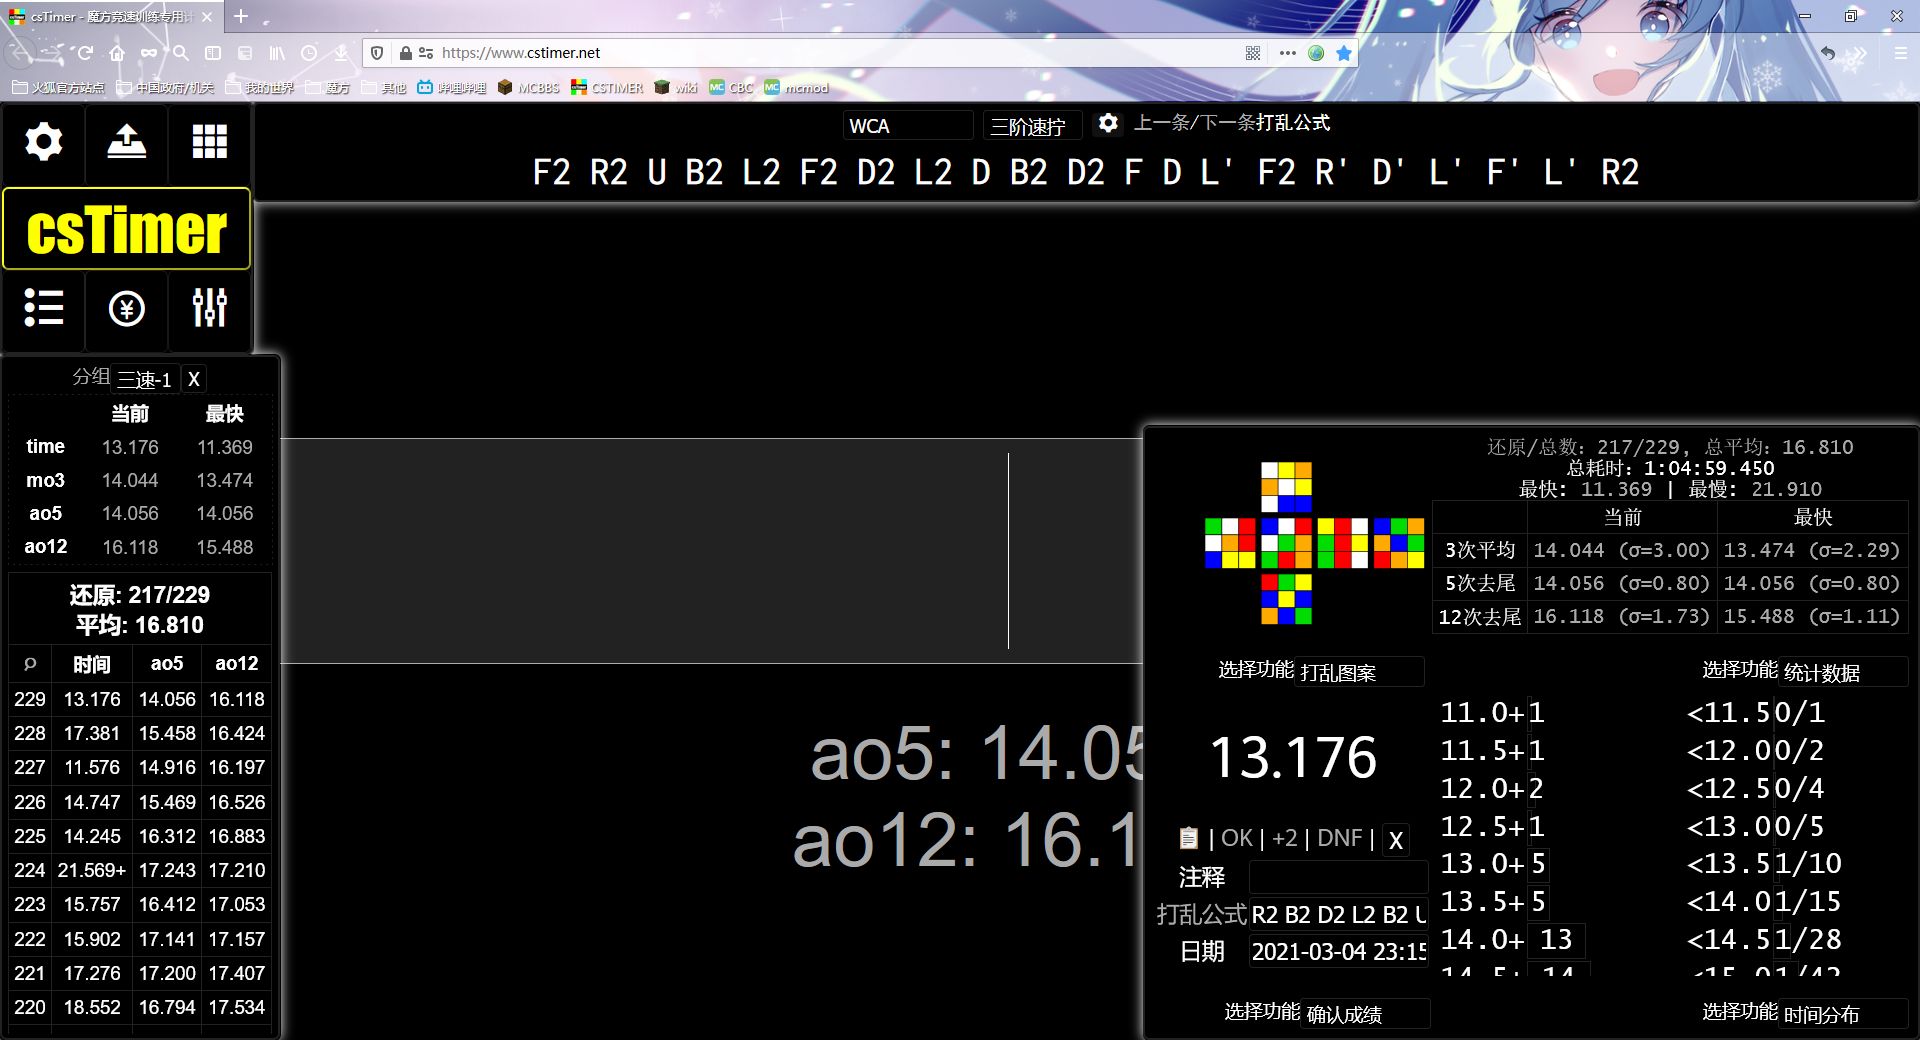 csTimer - 魔方竞速训练专用计
https://www.cstimer.net
火狐官方站点 中国政府/机关 我的世界 魔方 其他 哔哩哔哩 MCBBS CSTIMER wiki CBC mcmod
WCA 三阶速拧 上一条/下一条打乱公式
F2 R2 U B2 L2 F2 D2 L2 D B2 D2 F D L' F2 R' D' L' F' L' R2
csTimer
分组 三速-1 X
当前 最快
time 13.176 11.369
mo3 14.044 13.474
ao5 14.056 14.056
ao12 16.118 15.488
还原: 217/229
平均: 16.810
时间 ao5 ao12
229 13.176 14.056 16.118
228 17.381 15.458 16.424
227 11.576 14.916 16.197
226 14.747 15.469 16.526
225 14.245 16.312 16.883
224 21.569+ 17.243 17.210
223 15.757 16.412 17.053
222 15.902 17.141 17.157
221 17.276 17.200 17.407
220 18.552 16.794 17.534
ao5: 14.05
ao12: 16.1
还原/总数: 217/229, 总平均: 16.810
总耗时: 1:04:59.450
最快: 11.369 | 最慢: 21.910
当前 最快
3次平均 14.044 (σ=3.00) 13.474 (σ=2.29)
5次去尾 14.056 (σ=0.80) 14.056 (σ=0.80)
12次去尾 16.118 (σ=1.73) 15.488 (σ=1.11)
选择功能 打乱图案
选择功能 统计数据
13.176
| OK | +2 | DNF | X
注释
打乱公式 R2 B2 D2 L2 B2 U
日期 2021-03-04 23:15
选择功能 确认成绩
11.0+ 1 <11.5 0/1
11.5+ 1 <12.0 0/2
12.0+ 2 <12.5 0/4
12.5+ 1 <13.0 0/5
13.0+ 5 <13.5 1/10
13.5+ 5 <14.0 1/15
14.0+ 13 <14.5 1/28
14.5+ 14 <15.0 1/42
选择功能 时间分布